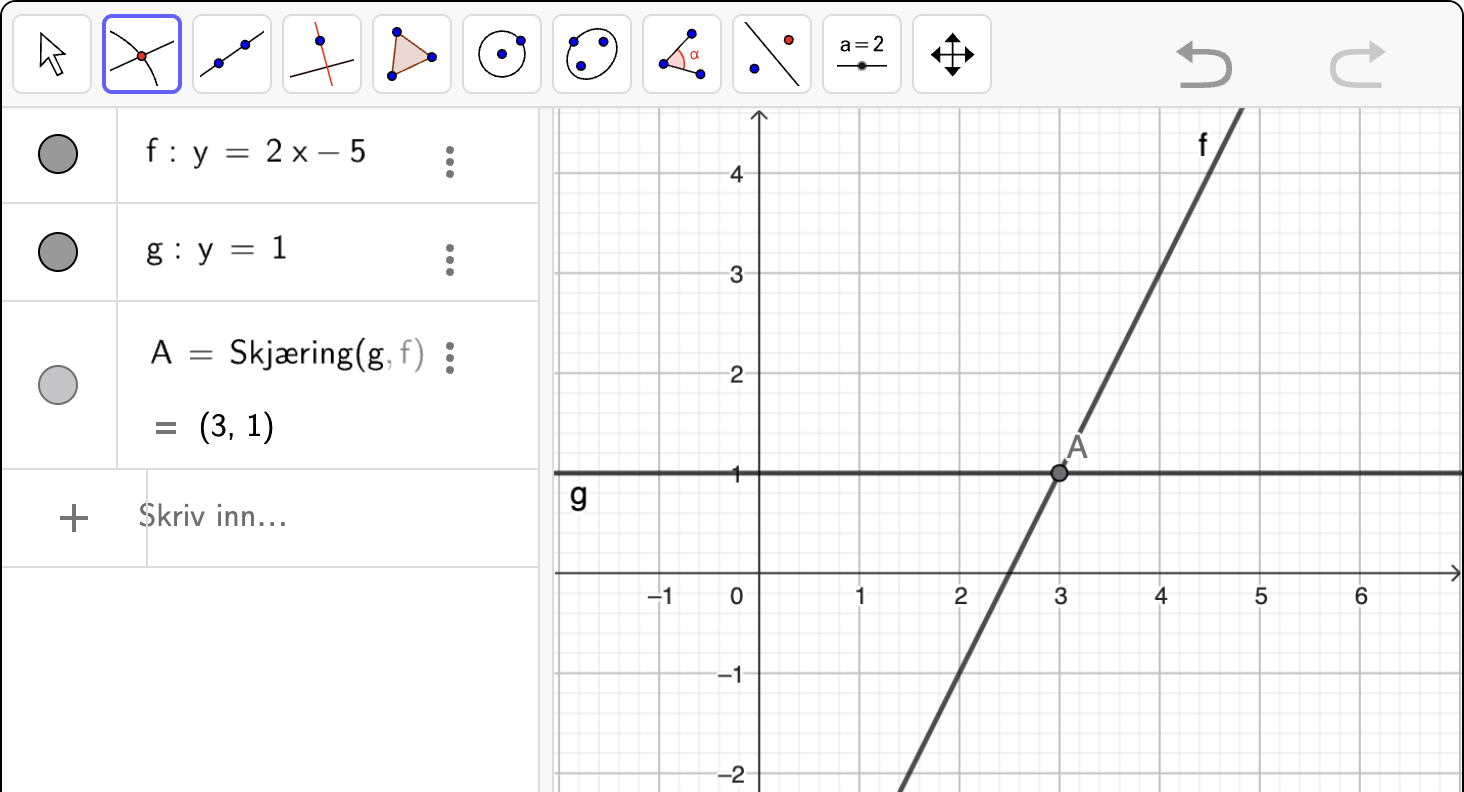 α
a=2
f : y = 2 x – 5
g : y = 1
A = Skjæring(g, f)
= (3, 1)
+ Skriv inn…
f
4
3
2
A
1
g
–1 0 1 2 3 4 5 6
–1
–2